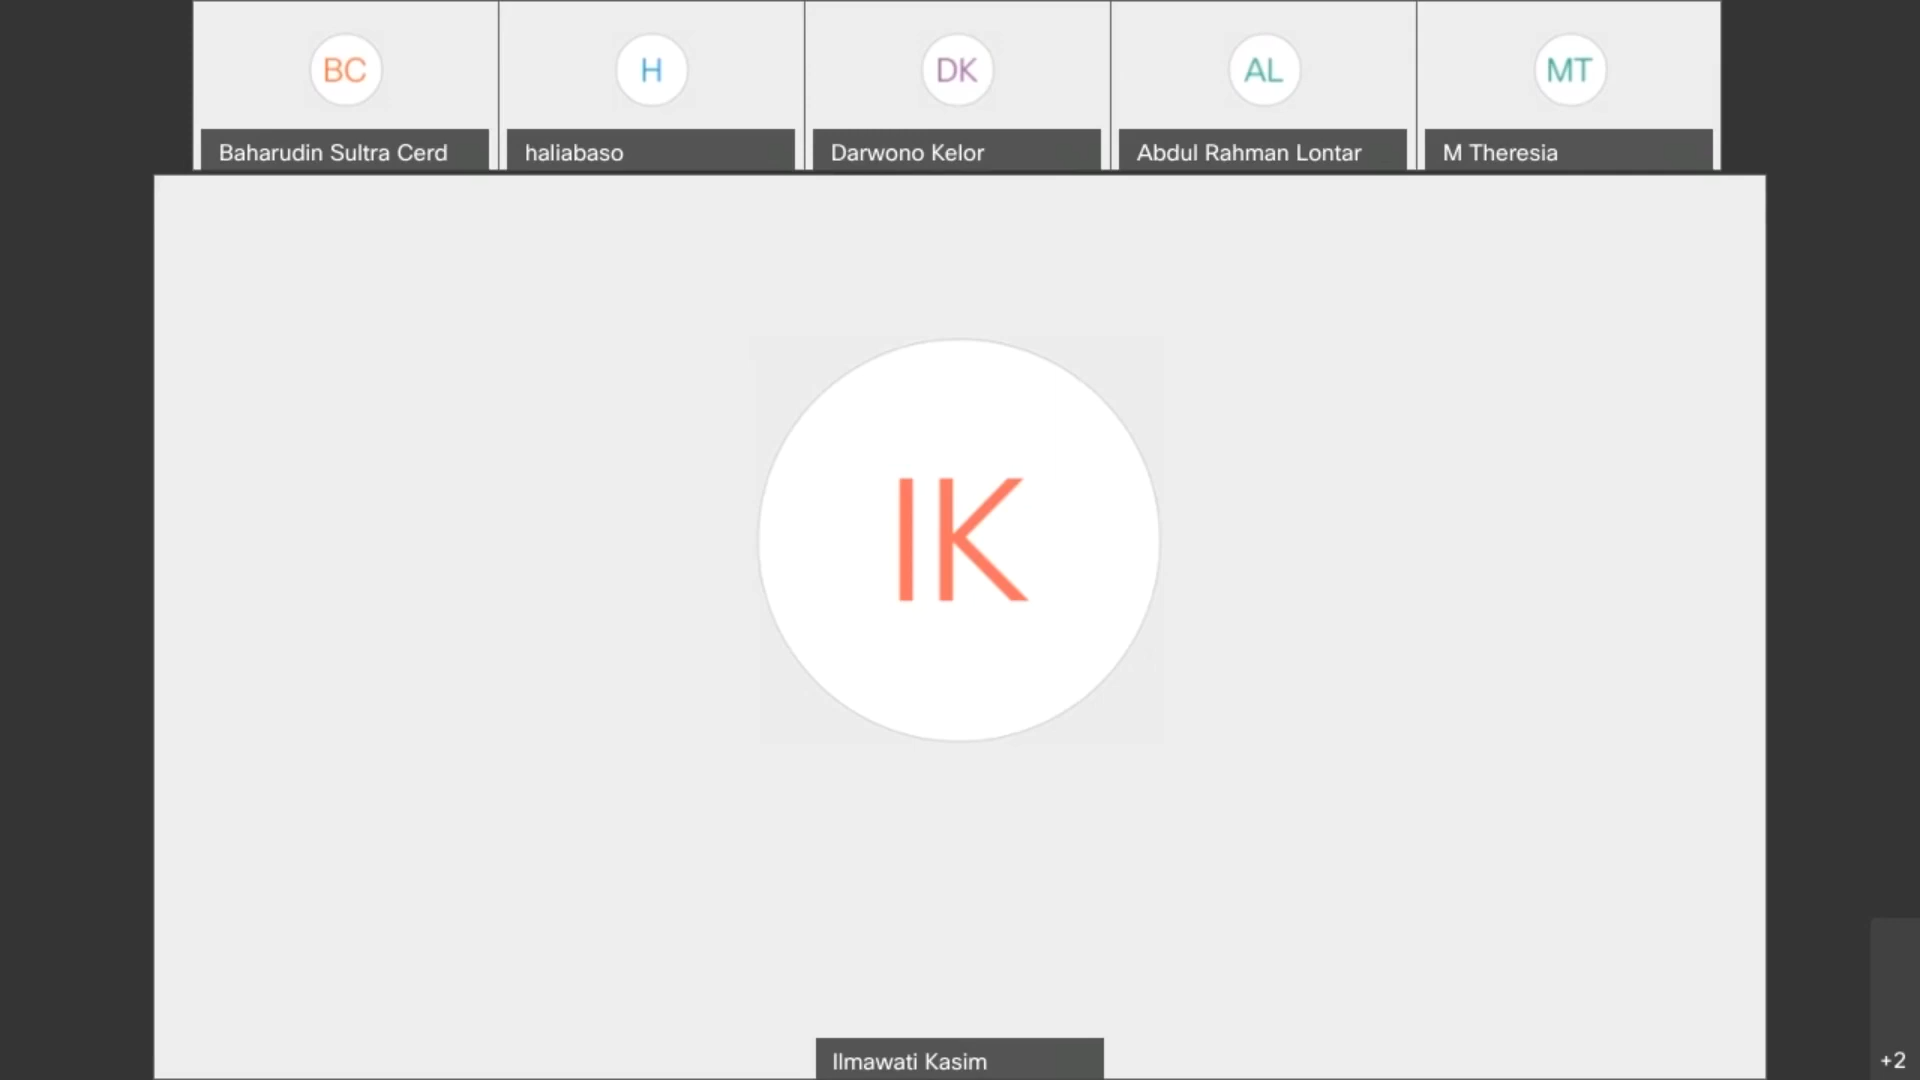 BC
H
DK
AL
MT
Baharudin Sultra Cerd
haliabaso
Darwono Kelor
Abdul Rahman Lontar
M Theresia
IK
Ilmawati Kasim
+2